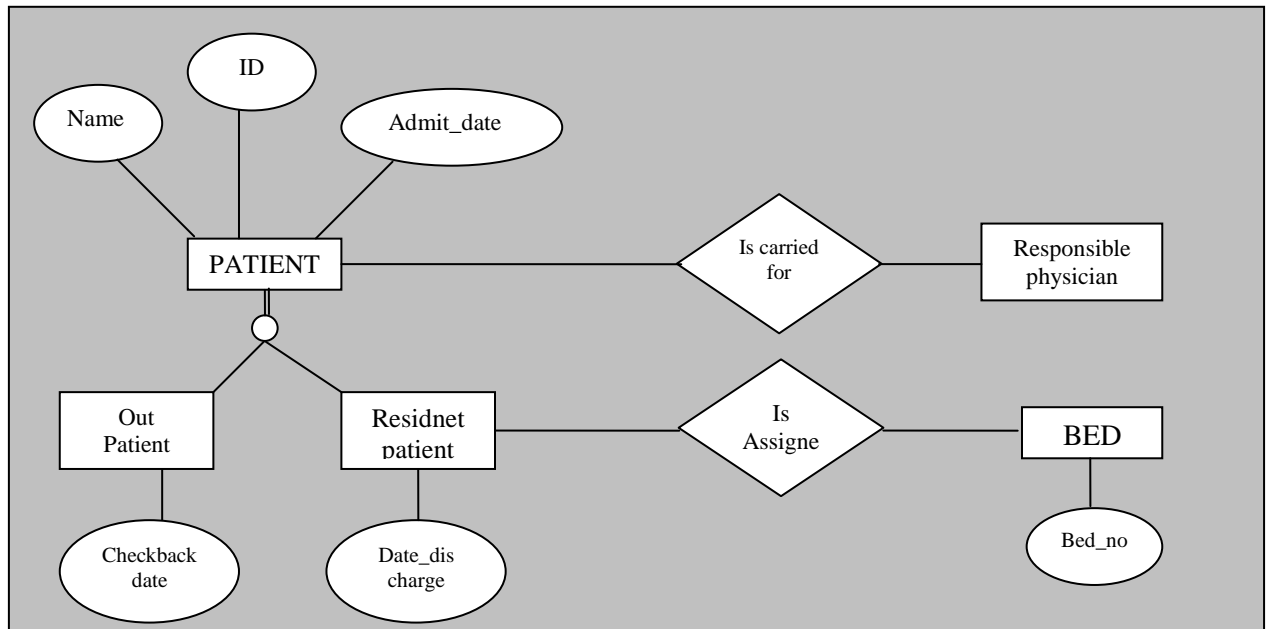 ID
Name
Admit_date
PATIENT
Is carried
for
Responsible
physician
Out
Patient
Residnet
patient
Is
Assigne
BED
Checkback
date
Date_dis
charge
Bed_no